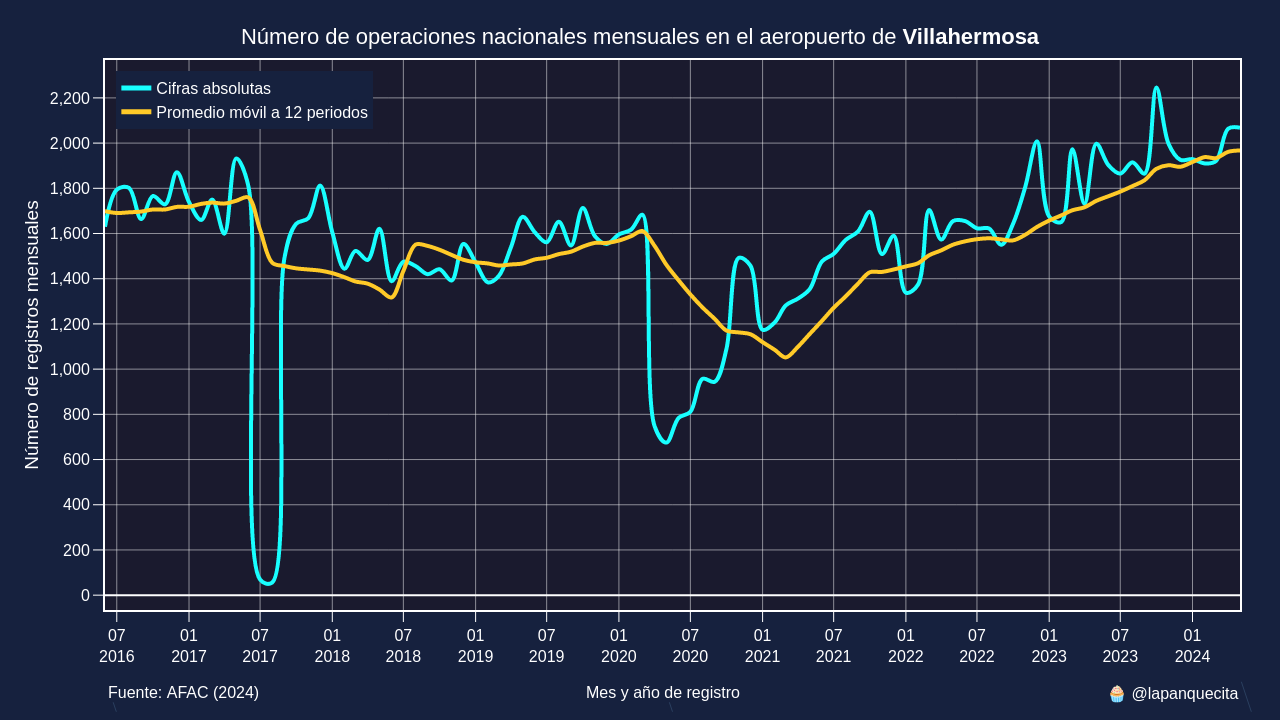 Número de operaciones nacionales mensuales en el aeropuerto de Villahermosa
Cifras absolutas
Promedio móvil a 12 periodos
Número de registros mensuales
2,200
2,000
1,800
1,600
1,400
1,200
1,000
800
600
400
200
0
07 01 07 01 07 01 07 01 07 01 07 01 07 01 07 01
2016 2017 2017 2018 2018 2019 2019 2020 2020 2021 2021 2022 2022 2023 2023 2024
Fuente: AFAC (2024) Mes y año de registro 🧁 @lapanquecita